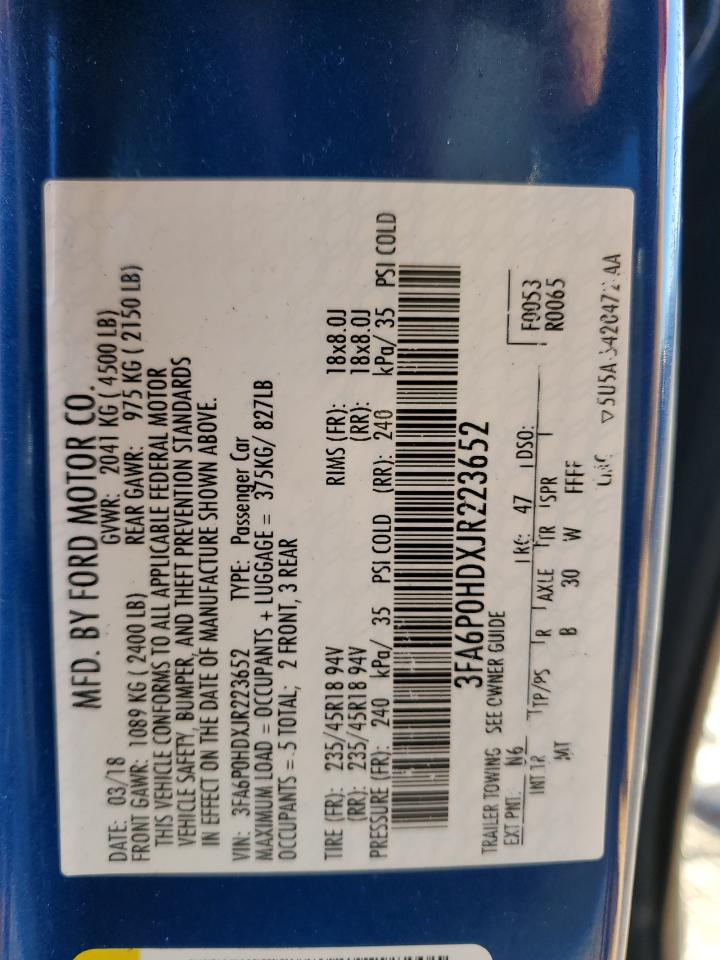 MFD. BY FORD MOTOR CO.
DATE: 03/18 GVWR: 2041 KG ( 4500 LB)
FRONT GAWR: 1089 KG ( 2400 LB) REAR GAWR: 975 KG ( 2150 LB)
THIS VEHICLE CONFORMS TO ALL APPLICABLE FEDERAL MOTOR
VEHICLE SAFETY, BUMPER, AND THEFT PREVENTION STANDARDS
IN EFFECT ON THE DATE OF MANUFACTURE SHOWN ABOVE.
VIN: 3FA6P0HDXJR223652 TYPE: Passenger Car
MAXIMUM LOAD = OCCUPANTS + LUGGAGE = 375KG/ 827LB
OCCUPANTS = 5 TOTAL; 2 FRONT, 3 REAR
TIRE (FR): 235/45R18 94V RIMS (FR): 18x8.0J
(RR): 235/45R18 94V (RR): 18x8.0J
PRESSURE (FR): 240 kPa/ 35 PSI COLD (RR): 240 kPa/ 35 PSI COLD
3FA6P0HDXJR223652
TRAILER TOWING SEE OWNER GUIDE
F0053
R0065
EXT PNT: N6 RC: 47 DSO:
INT TR TP/PS R AXLE TR SPR
MT B 30 W FFFF